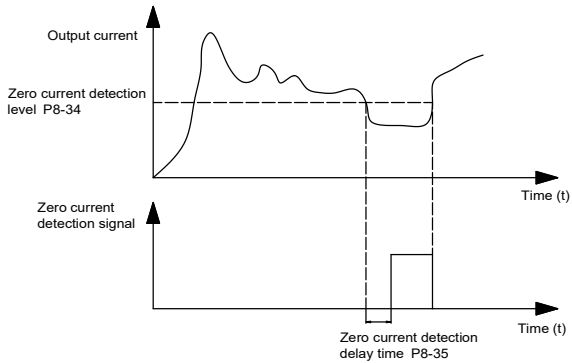 Output current
Zero current detection
level P8-34
Time (t)
Zero current
detection signal
Time (t)
Zero current detection
delay time P8-35